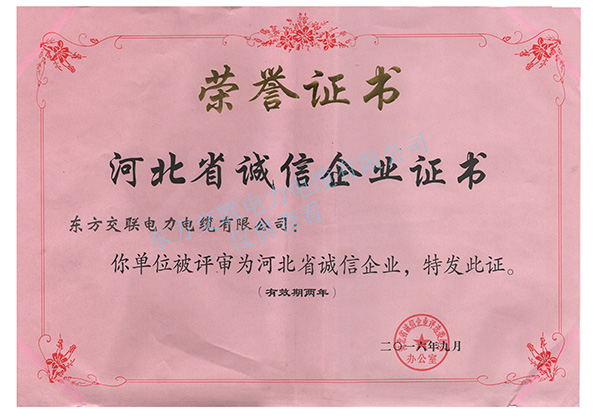 荣誉证书
河北省诚信企业证书
东方交联电力电缆有限公司：
你单位被评审为河北省诚信企业，特发此证。
（有效期两年）
二〇一六年九月
办公室